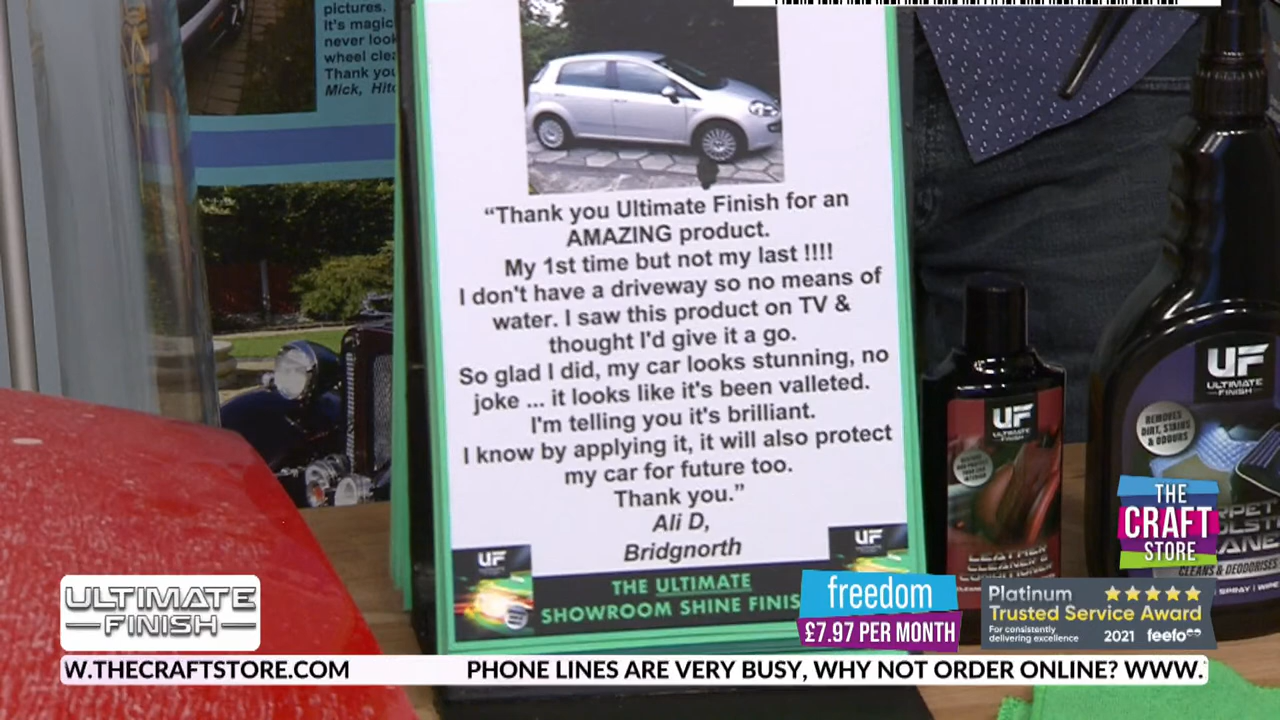 pictures.
It's magic
never look
wheel clea
Thank you
Mick, Hitc
“Thank you Ultimate Finish for an
AMAZING product.
My 1st time but not my last !!!!
I don't have a driveway so no means of
water. I saw this product on TV &
thought I'd give it a go.
So glad I did, my car looks stunning, no
joke ... it looks like it's been valleted.
I'm telling you it's brilliant.
I know by applying it, it will also protect
my car for future too.
Thank you.”
Ali D,
Bridgnorth
UF
UF
THE ULTIMATE
SHOWROOM SHINE FINIS
UF
ULTIMATE
FINISH
LEATHER
CLEANER &
CONDITIONER
UF
ULTIMATE
FINISH
REMOVES
DIRT, STAINS
& ODOURS
CLEANS & DEODORISES
SPRAY | WIPE
THE
CRAFT
STORE
ULTIMATE
FINISH
freedom
£7.97 PER MONTH
Platinum
Trusted Service Award
For consistently
delivering excellence
2021 feefo
W.THECRAFTSTORE.COM
PHONE LINES ARE VERY BUSY, WHY NOT ORDER ONLINE? WWW.